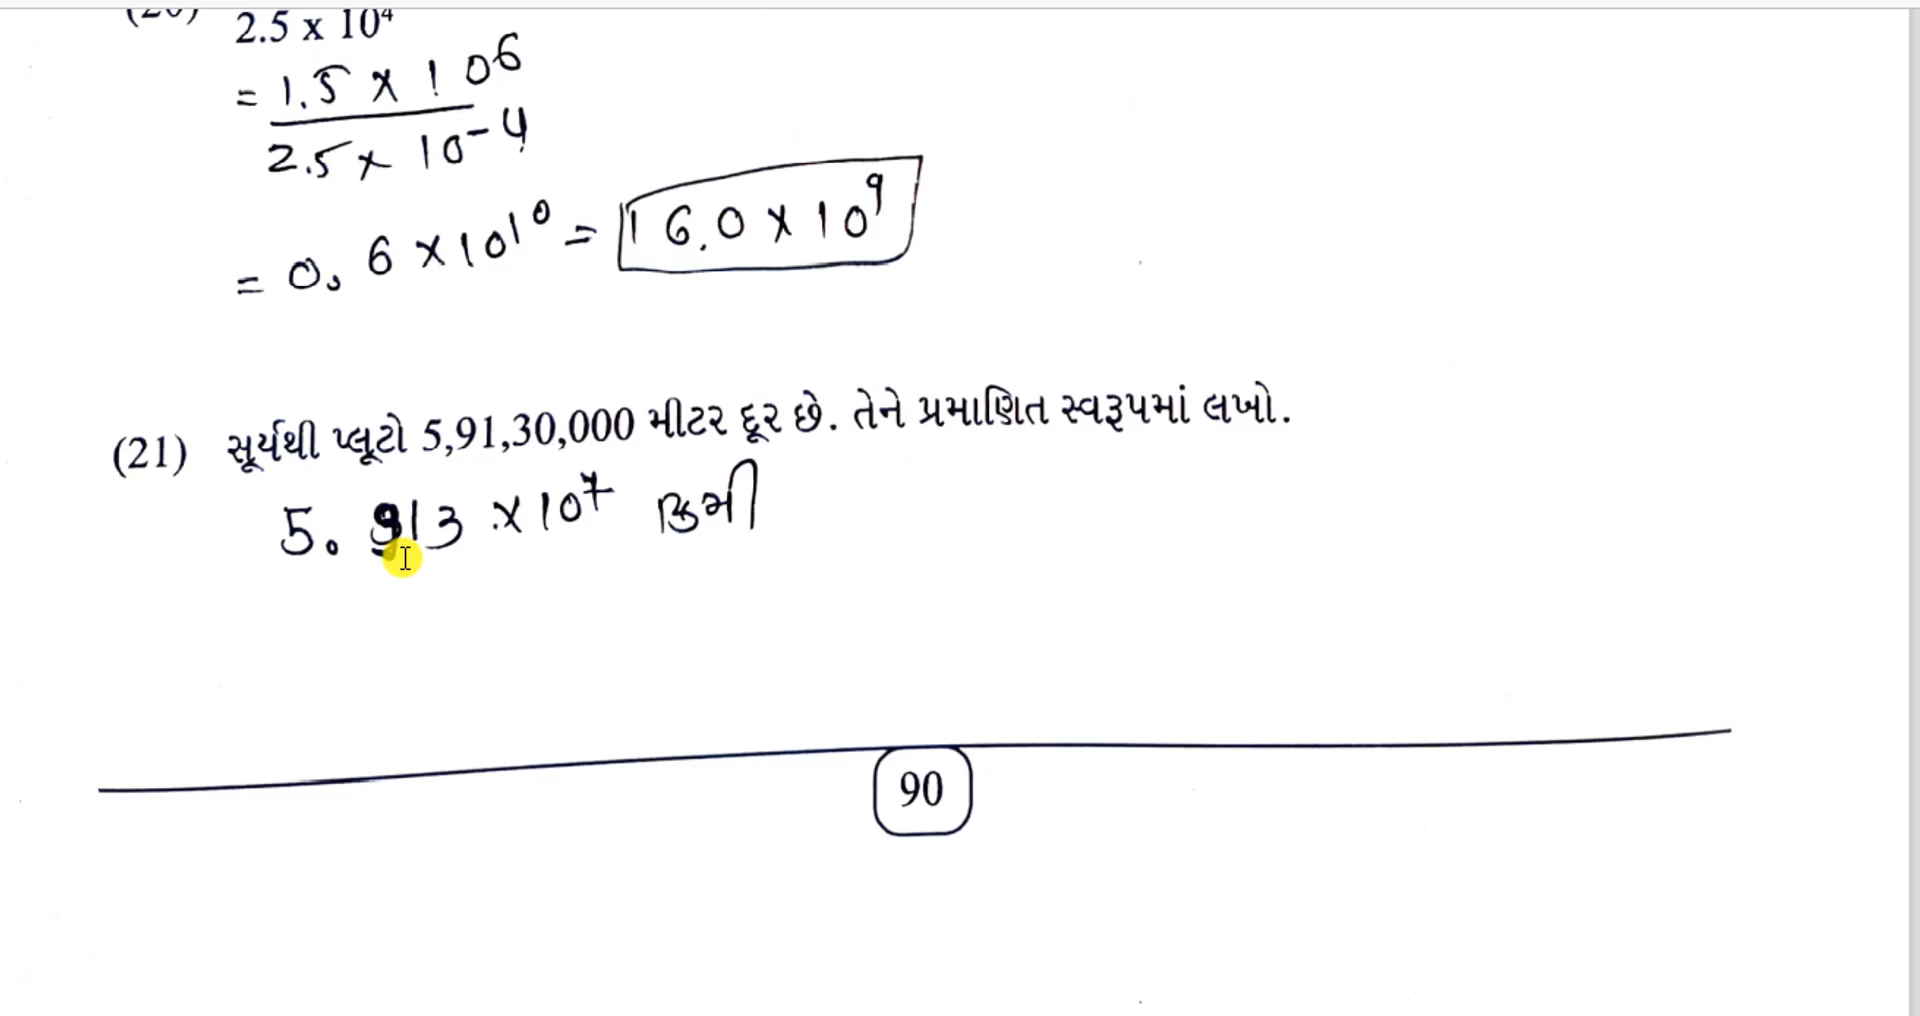 2.5 x 10⁴
= 1.5 x 10⁶
2.5 x 10⁻⁴
= 0.6 x 10¹⁰ = 6.0 x 10⁹
(21) સૂર્યથી પ્લૂટો 5,91,30,000 મીટર દૂર છે. તેને પ્રમાણિત સ્વરૂપમાં લખો.
5.913 x 10⁷ કિમી
90